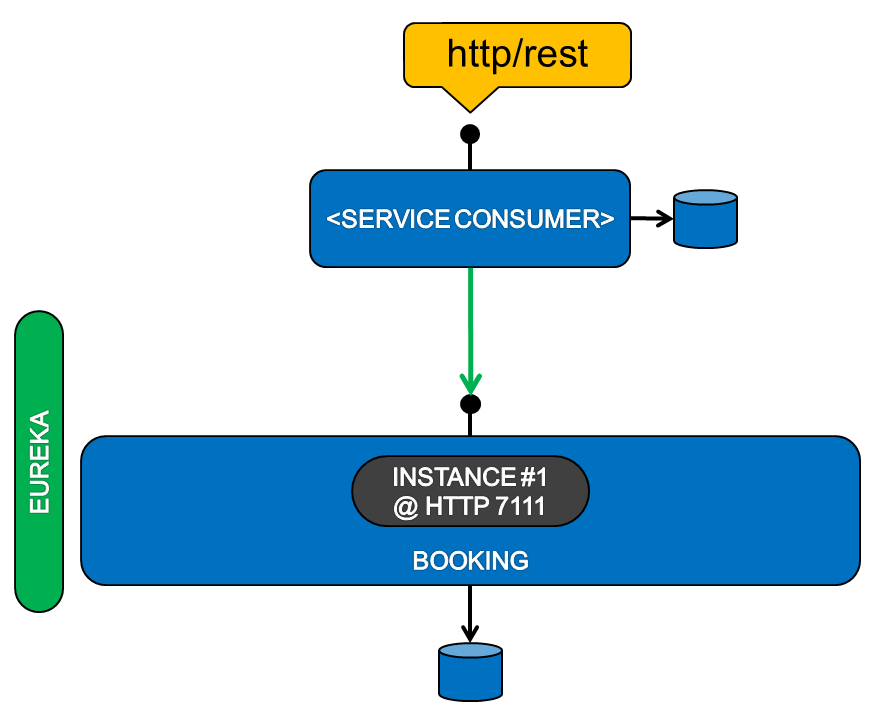 http/rest
<SERVICE CONSUMER>
EUREKA
INSTANCE #1
@ HTTP 7111
BOOKING